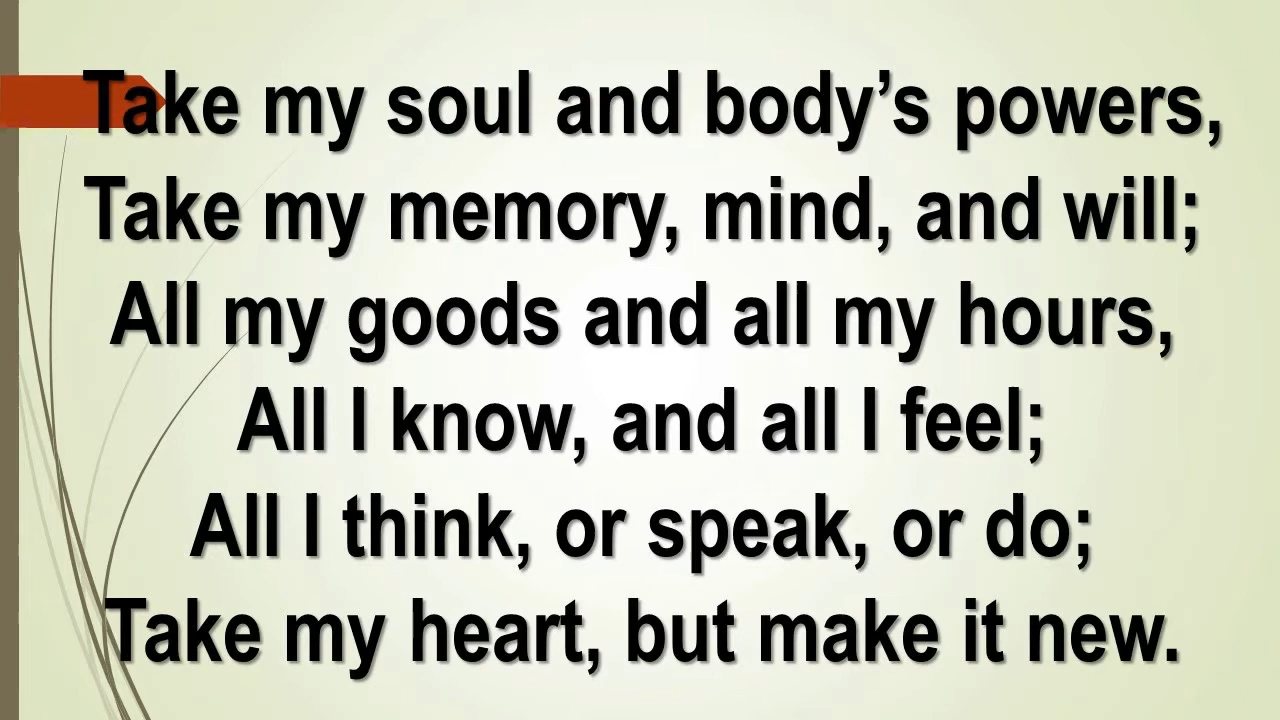 Take my soul and body’s powers,
Take my memory, mind, and will;
All my goods and all my hours,
All I know, and all I feel;
All I think, or speak, or do;
Take my heart, but make it new.